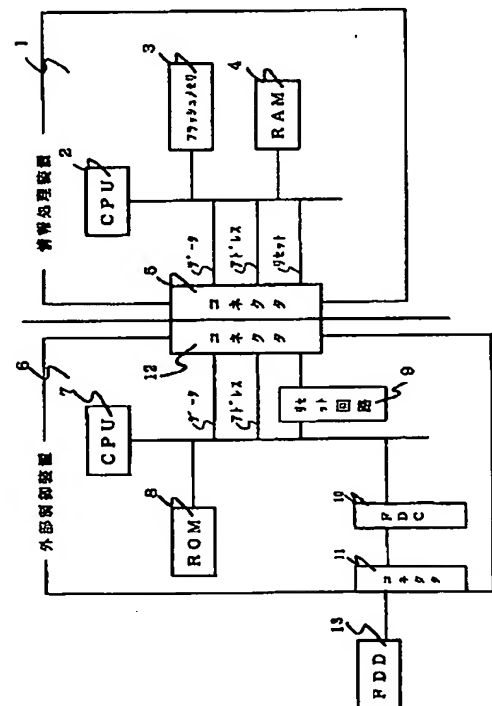 情報処理装置
1
CPU
2
フラッシュメモリ
3
RAM
4
データ
アドレス
リセット
コネクタ
5
コネクタ
12
外部制御装置
6
CPU
7
ROM
8
データ
アドレス
リセット
回路
9
FDC
10
コネクタ
11
FDD
13